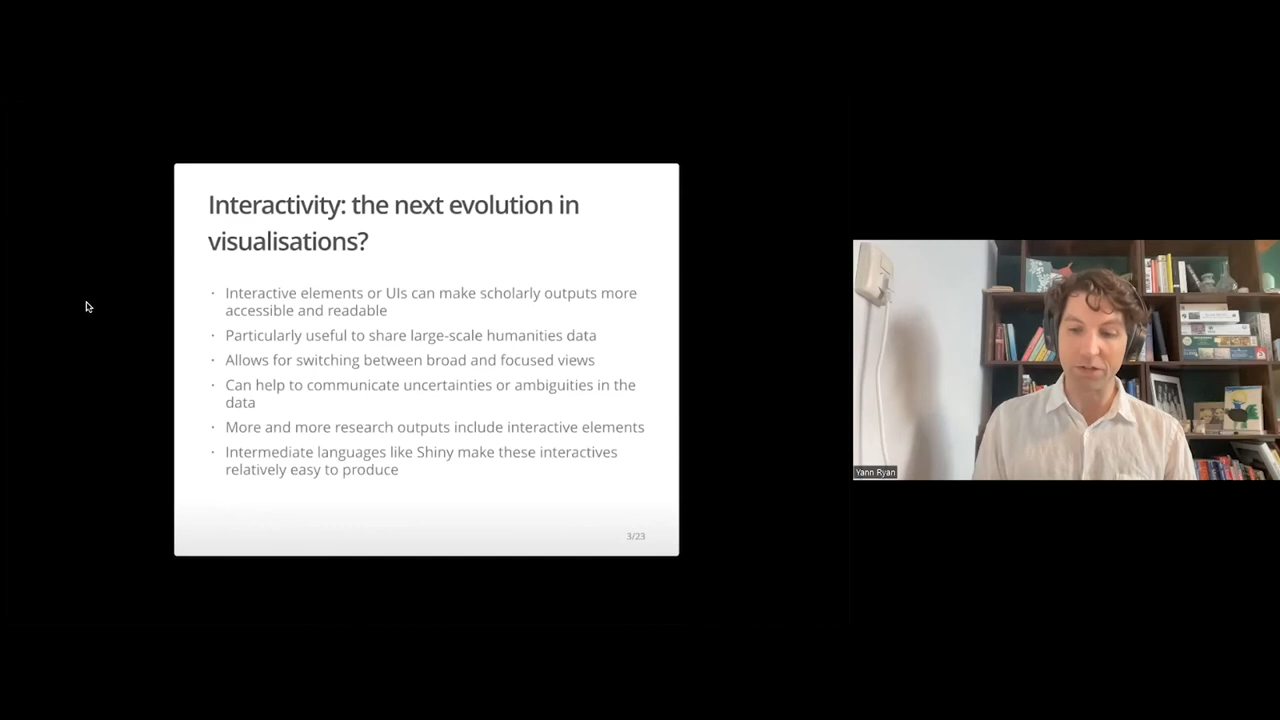 Interactivity: the next evolution in
visualisations?
· Interactive elements or UIs can make scholarly outputs more
accessible and readable
· Particularly useful to share large-scale humanities data
· Allows for switching between broad and focused views
· Can help to communicate uncertainties or ambiguities in the
data
· More and more research outputs include interactive elements
· Intermediate languages like Shiny make these interactives
relatively easy to produce
3/23
Yann Ryan